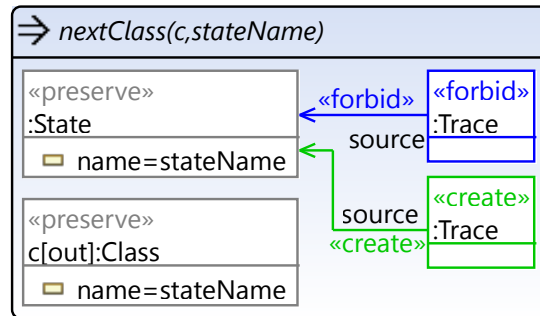 nextClass(c,stateName)
«preserve»
:State
name=stateName
«forbid»
source
«forbid»
:Trace
«preserve»
c[out]:Class
name=stateName
source
«create»
«create»
:Trace